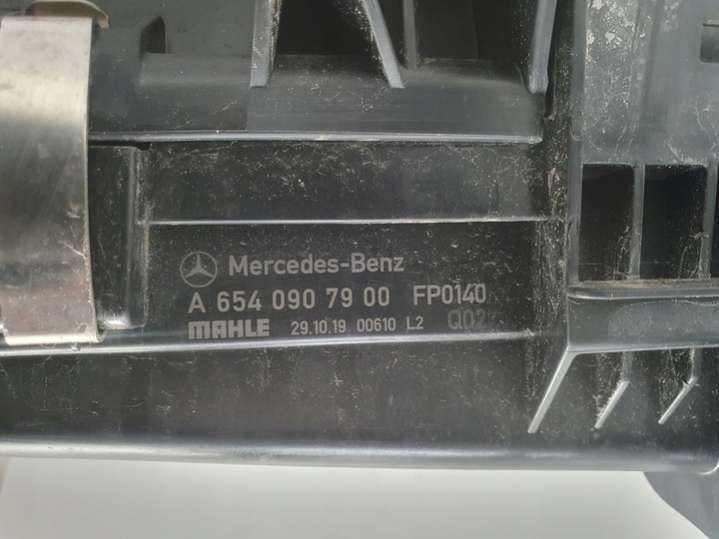 Mercedes-Benz
A 654 090 79 00 FP0140
MAHLE 29.10.19 00610 L2 Q02